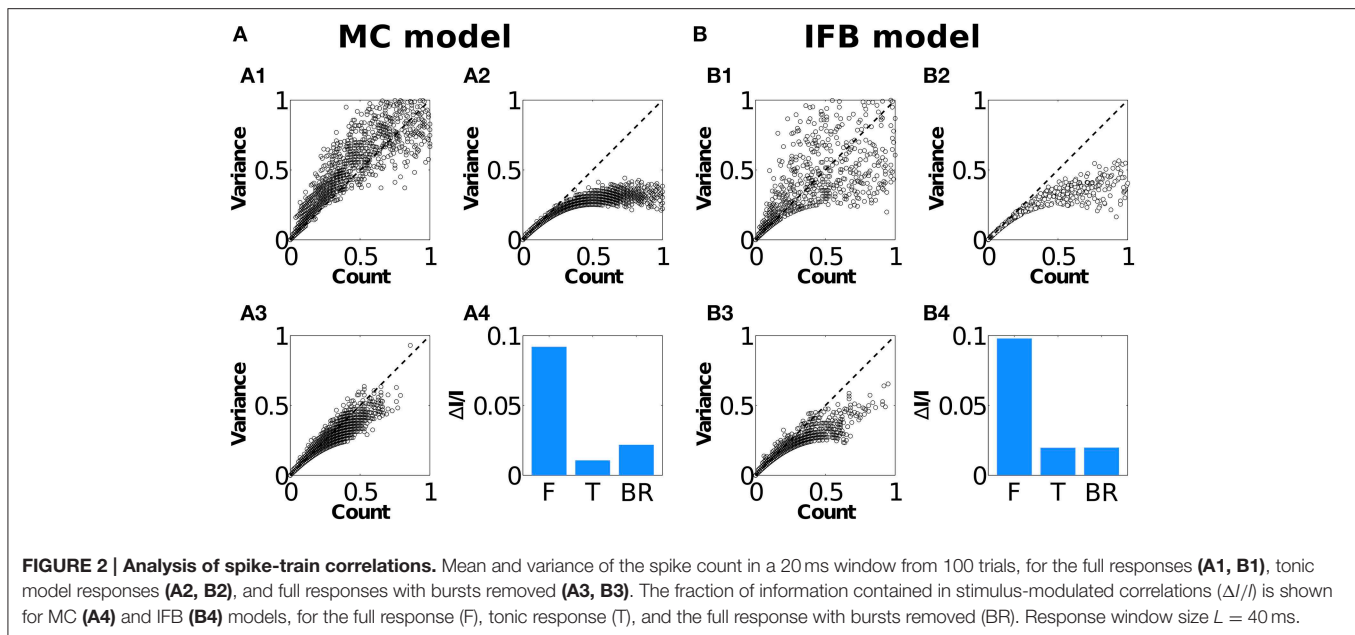 A MC model B IFB model
A1 A2 B1 B2
1
0.5
0
Variance
0 0.5 1
Count
1
0.5
0
Variance
0 0.5 1
Count
1
0.5
0
Variance
0 0.5 1
Count
1
0.5
0
Variance
0 0.5 1
Count
A3 A4 B3 B4
1
0.5
0
Variance
0 0.5 1
Count
0.1
0.05
0
ΔI/I
F T BR
1
0.5
0
Variance
0 0.5 1
Count
0.1
0.05
0
ΔI/I
F T BR
FIGURE 2 | Analysis of spike-train correlations. Mean and variance of the spike count in a 20 ms window from 100 trials, for the full responses (A1, B1), tonic
model responses (A2, B2), and full responses with bursts removed (A3, B3). The fraction of information contained in stimulus-modulated correlations (ΔI/I) is shown
for MC (A4) and IFB (B4) models, for the full response (F), tonic response (T), and the full response with bursts removed (BR). Response window size L = 40 ms.